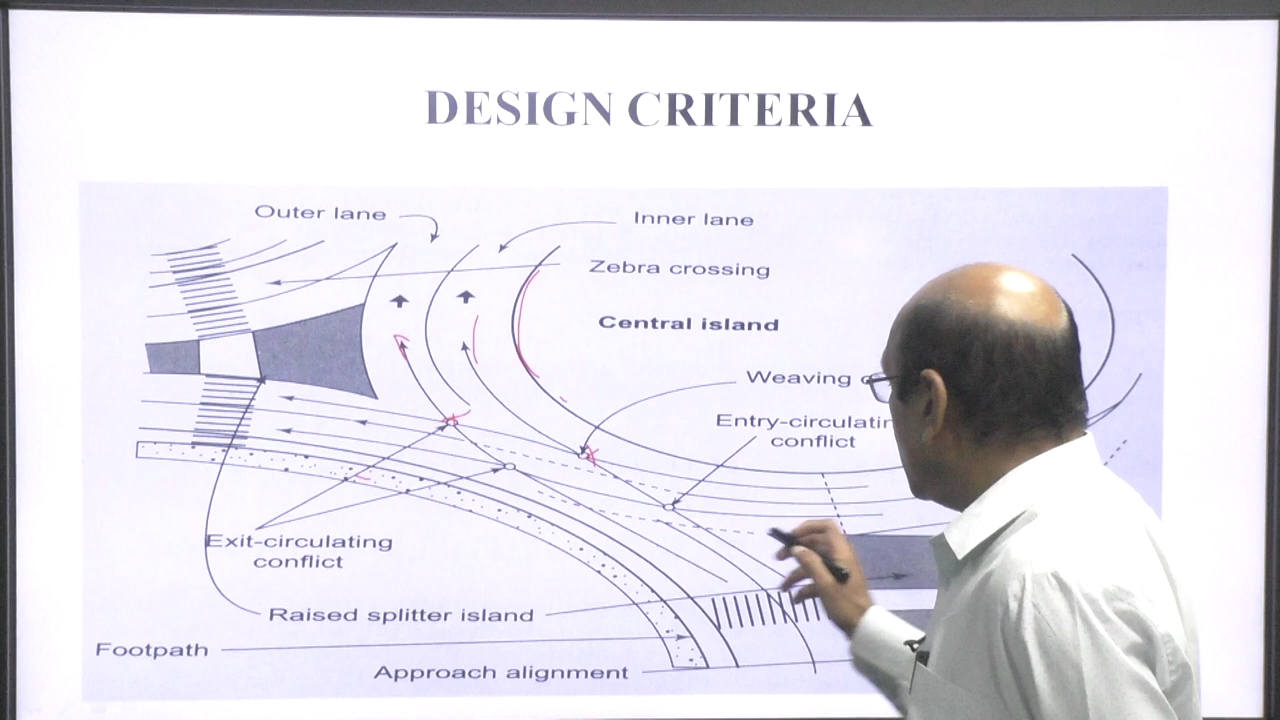 DESIGN CRITERIA
Outer lane
Inner lane
Zebra crossing
Central island
Weaving
Entry-circulatin
conflict
Exit-circulating
conflict
Raised splitter island
Footpath
Approach alignment